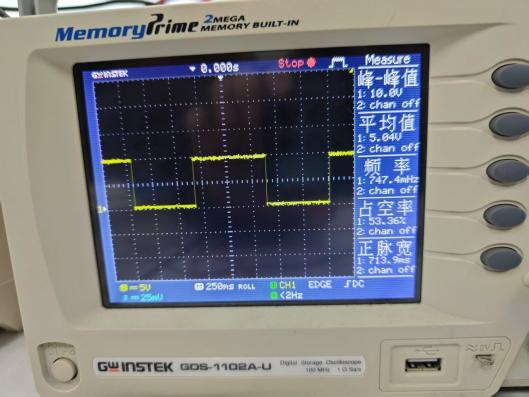 MemoryPrime 2MEGA
MEMORY BUILT-IN
GW INSTEK
0.000s
Stop
Measure
峰-峰值
1: 10.0V
2: chan off
平均值
1: 5.04V
2: chan off
频率
1: 747.4mHz
2: chan off
占空率
1: 53.36%
2: chan off
正脉宽
1: 713.9ms
2: chan off
1
5V
250ms ROLL
CH1 EDGE DC
25mV
<2Hz
GW INSTEK GDS-1102A-U
Digital Storage Oscilloscope
100 MHz 1 G Sa/s